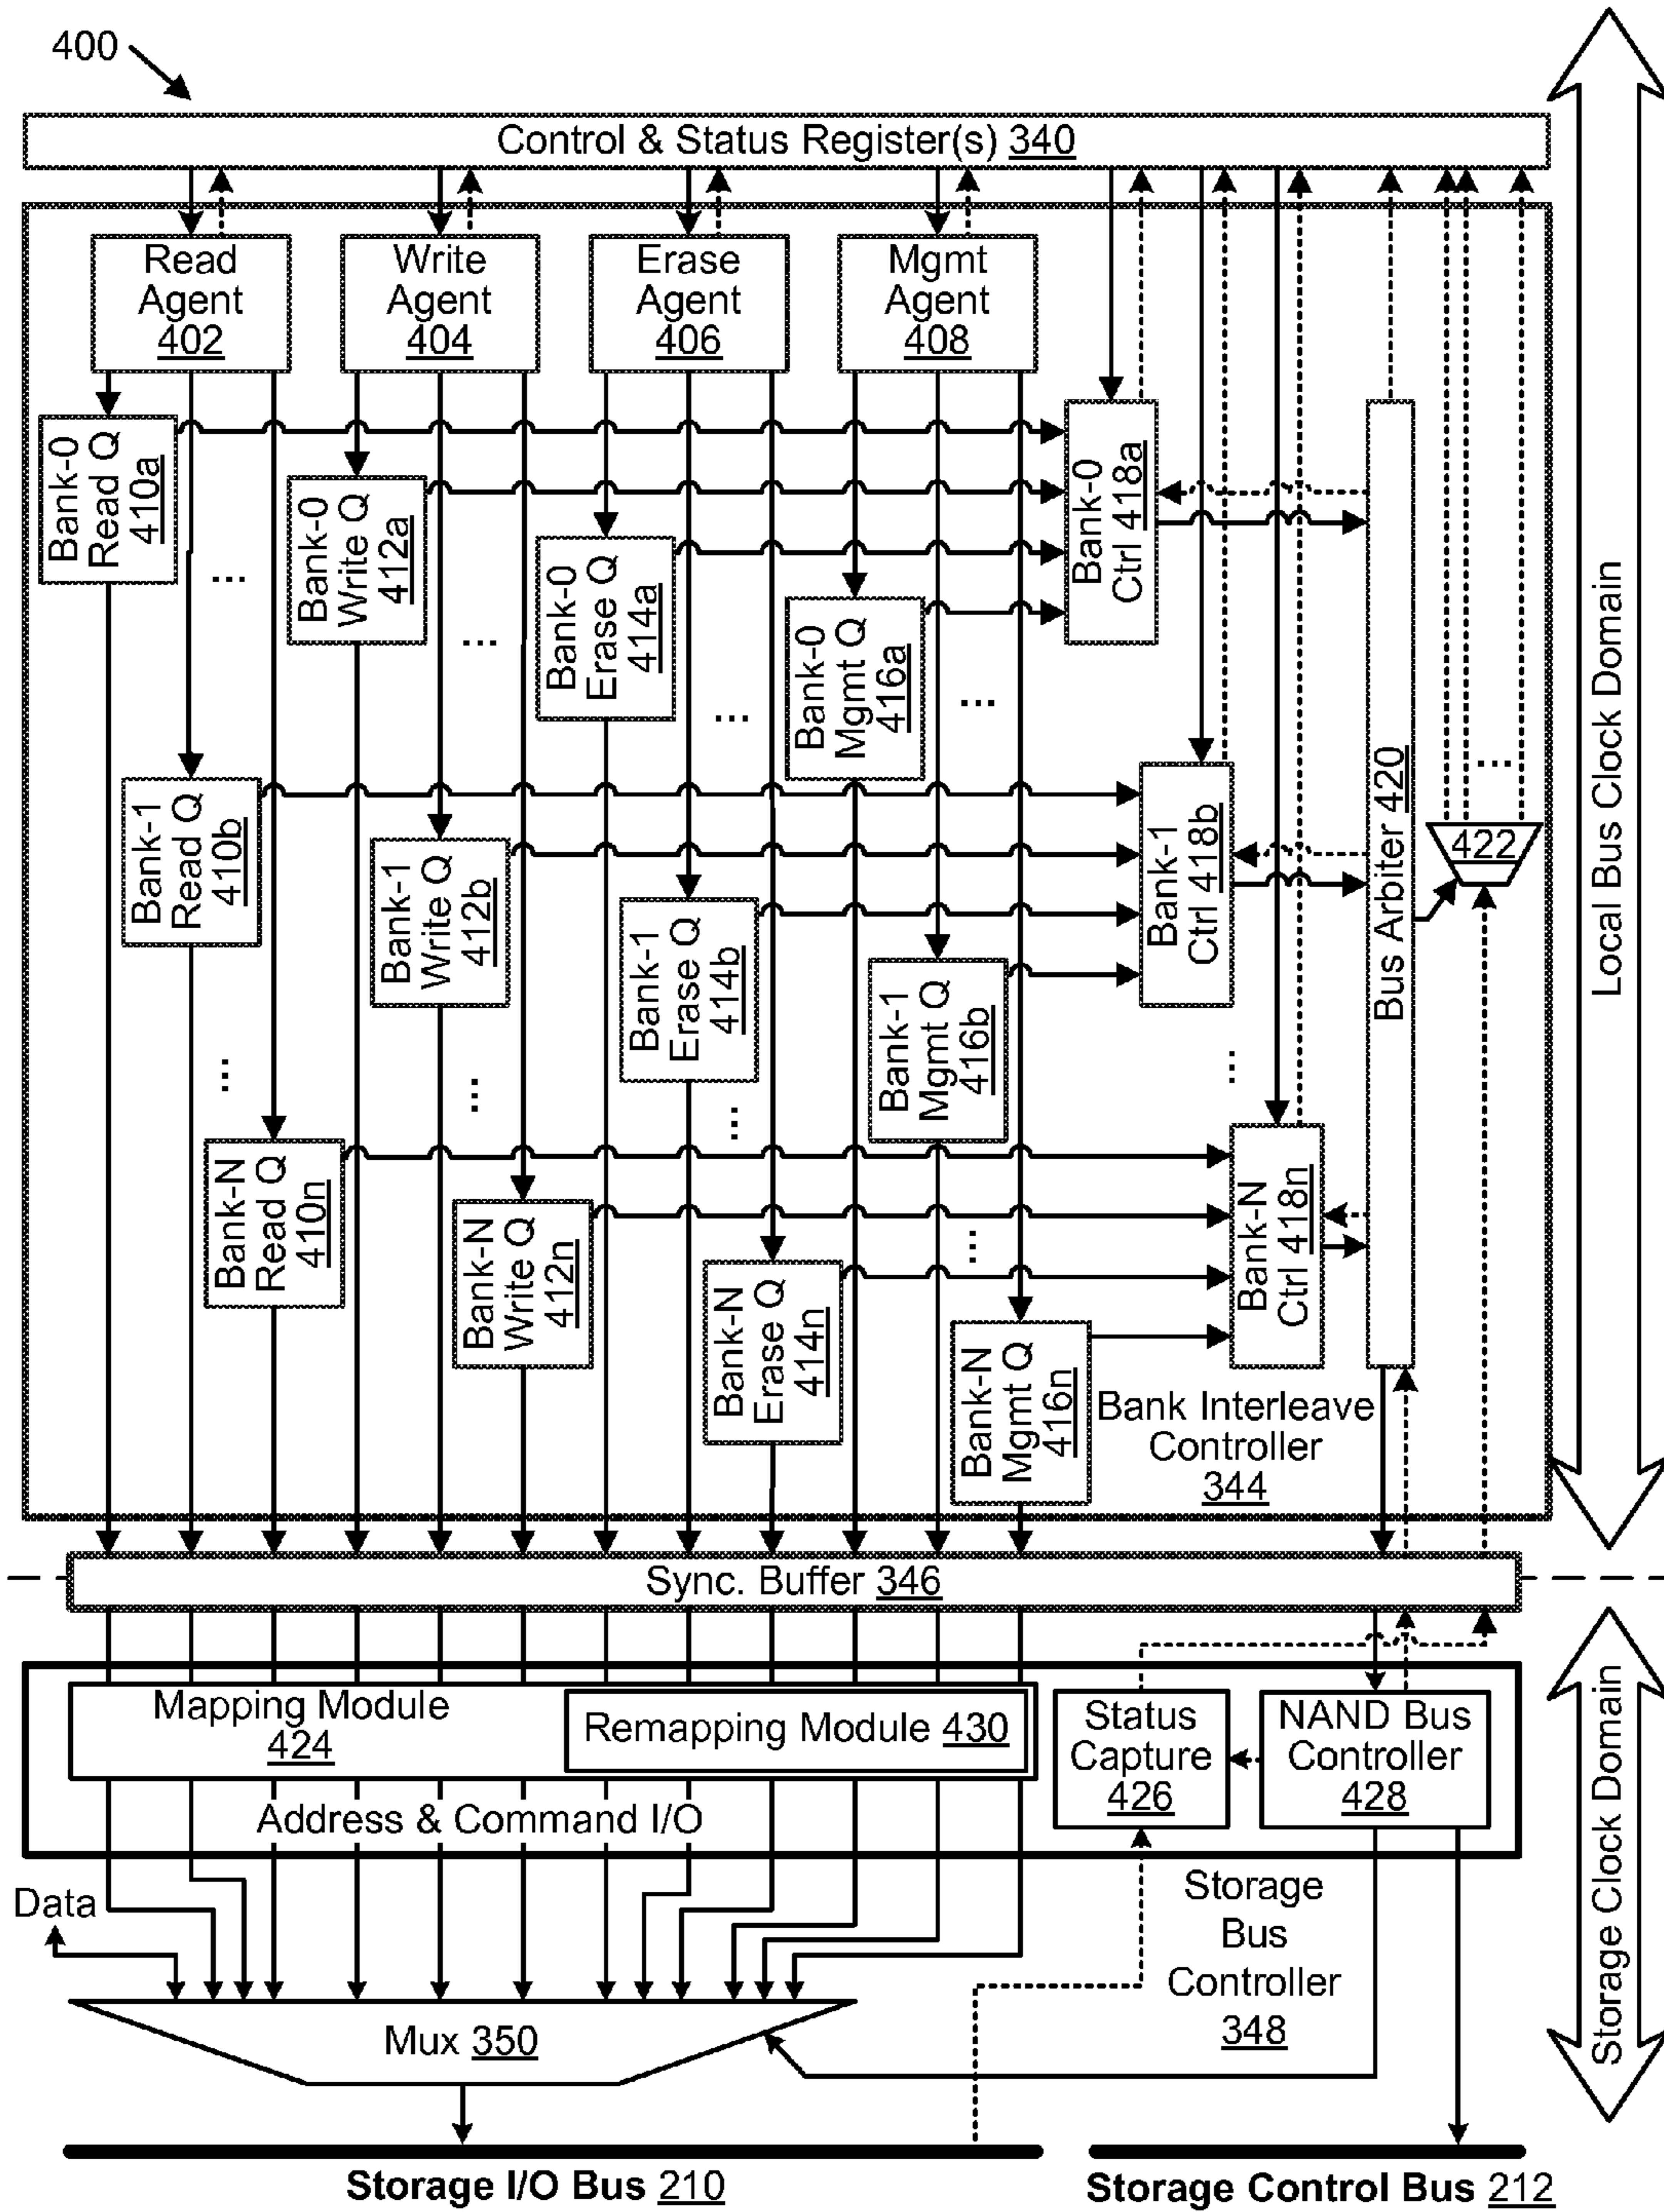 400
Control & Status Register(s) 340
Read
Agent
402
Write
Agent
404
Erase
Agent
406
Mgmt
Agent
408
Bank-0
Read Q
410a
Bank-0
Write Q
412a
Bank-0
Erase Q
414a
Bank-0
Mgmt Q
416a
Bank-0
Ctrl 418a
...
...
...
...
Bank-1
Read Q
410b
Bank-1
Write Q
412b
Bank-1
Erase Q
414b
Bank-1
Mgmt Q
416b
Bank-1
Ctrl 418b
Bus Arbiter 420
...
422
...
...
...
...
...
Bank-N
Read Q
410n
Bank-N
Write Q
412n
Bank-N
Erase Q
414n
Bank-N
Mgmt Q
416n
Bank-N
Ctrl 418n
Bank Interleave
Controller
344
Local Bus Clock Domain
Sync. Buffer 346
Mapping Module
424
Remapping Module 430
Status
Capture
426
NAND Bus
Controller
428
Address & Command I/O
Storage
Bus
Controller
348
Storage Clock Domain
Data
Mux 350
Storage I/O Bus 210
Storage Control Bus 212